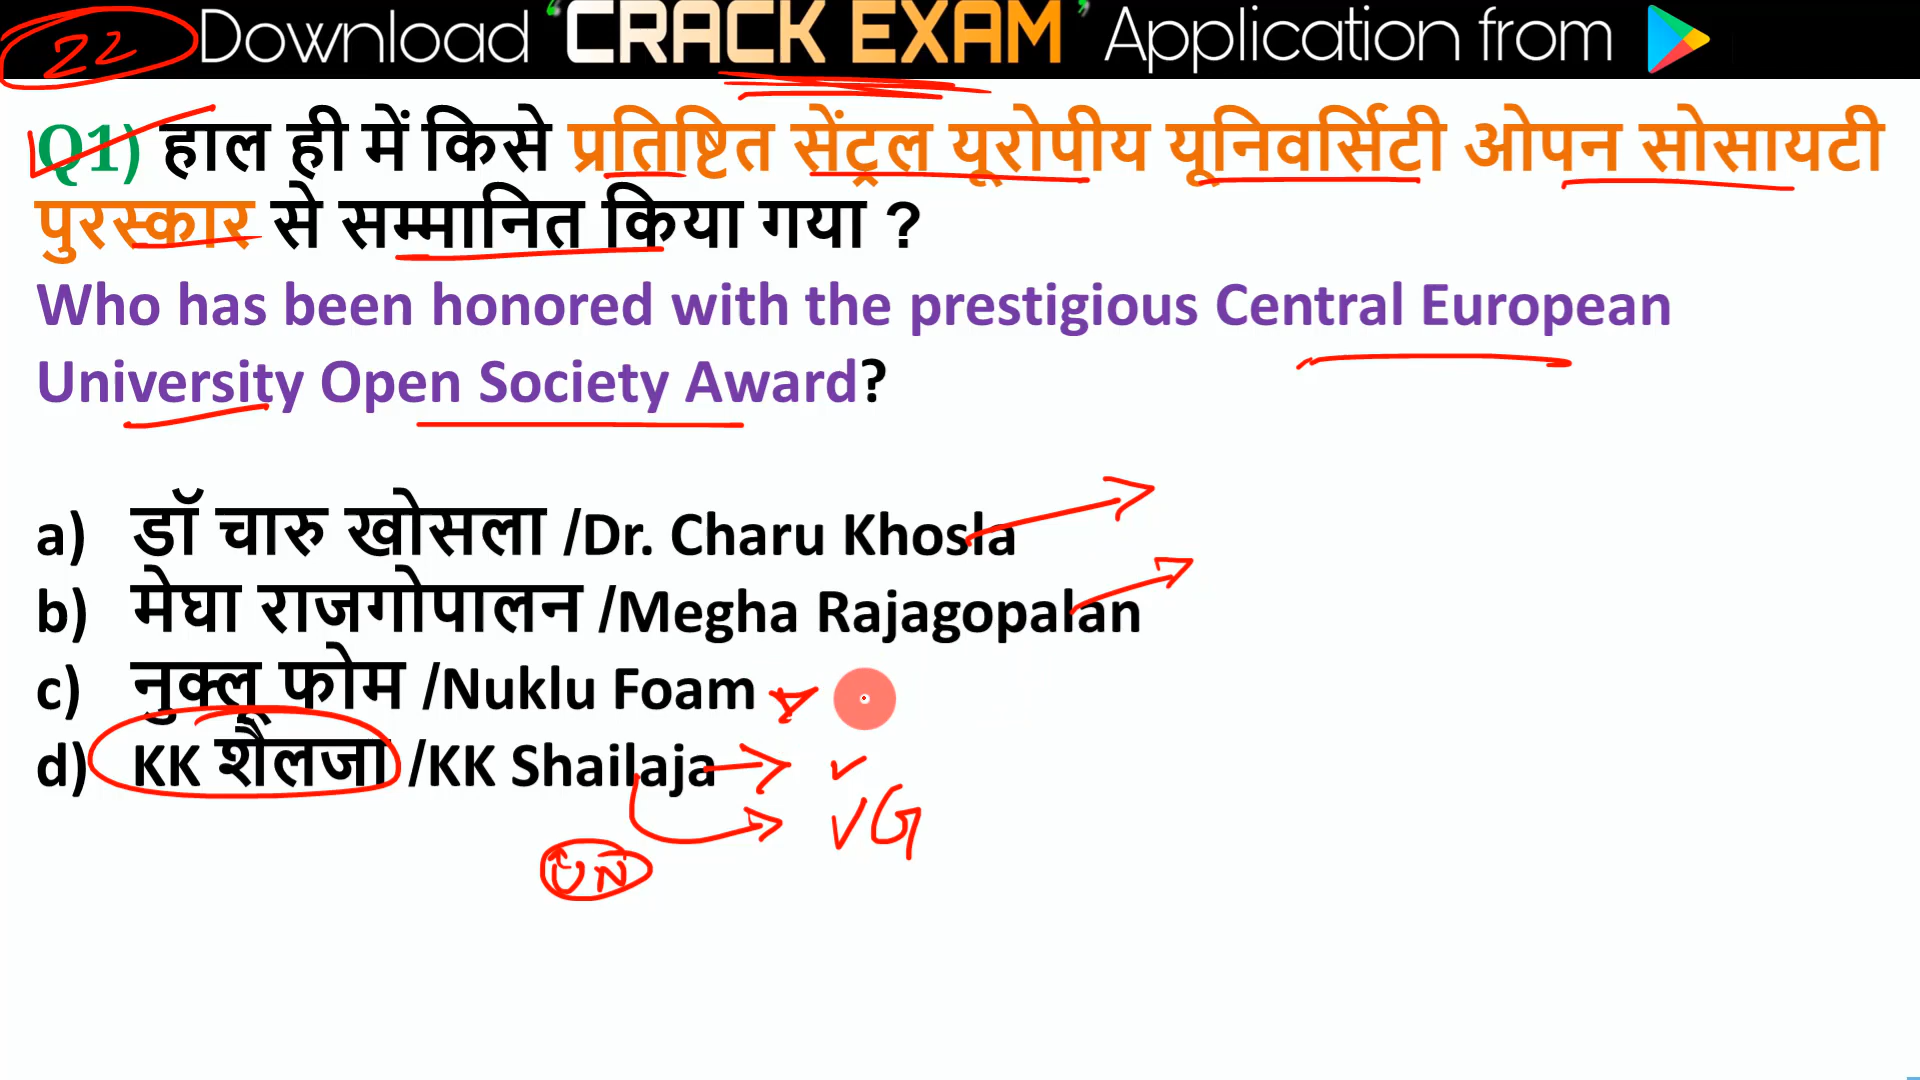 22 Download 'CRACK EXAM' Application from
Q1) हाल ही में किसे प्रतिष्टित सेंट्रल यूरोपीय यूनिवर्सिटी ओपन सोसायटी
पुरस्कार से सम्मानित किया गया ?
Who has been honored with the prestigious Central European
University Open Society Award?
a) डॉ चारु खोसला /Dr. Charu Khosla
b) मेघा राजगोपालन /Megha Rajagopalan
c) नुक्लू फोम /Nuklu Foam
d) KK शैलजा /KK Shailaja
VG
UN